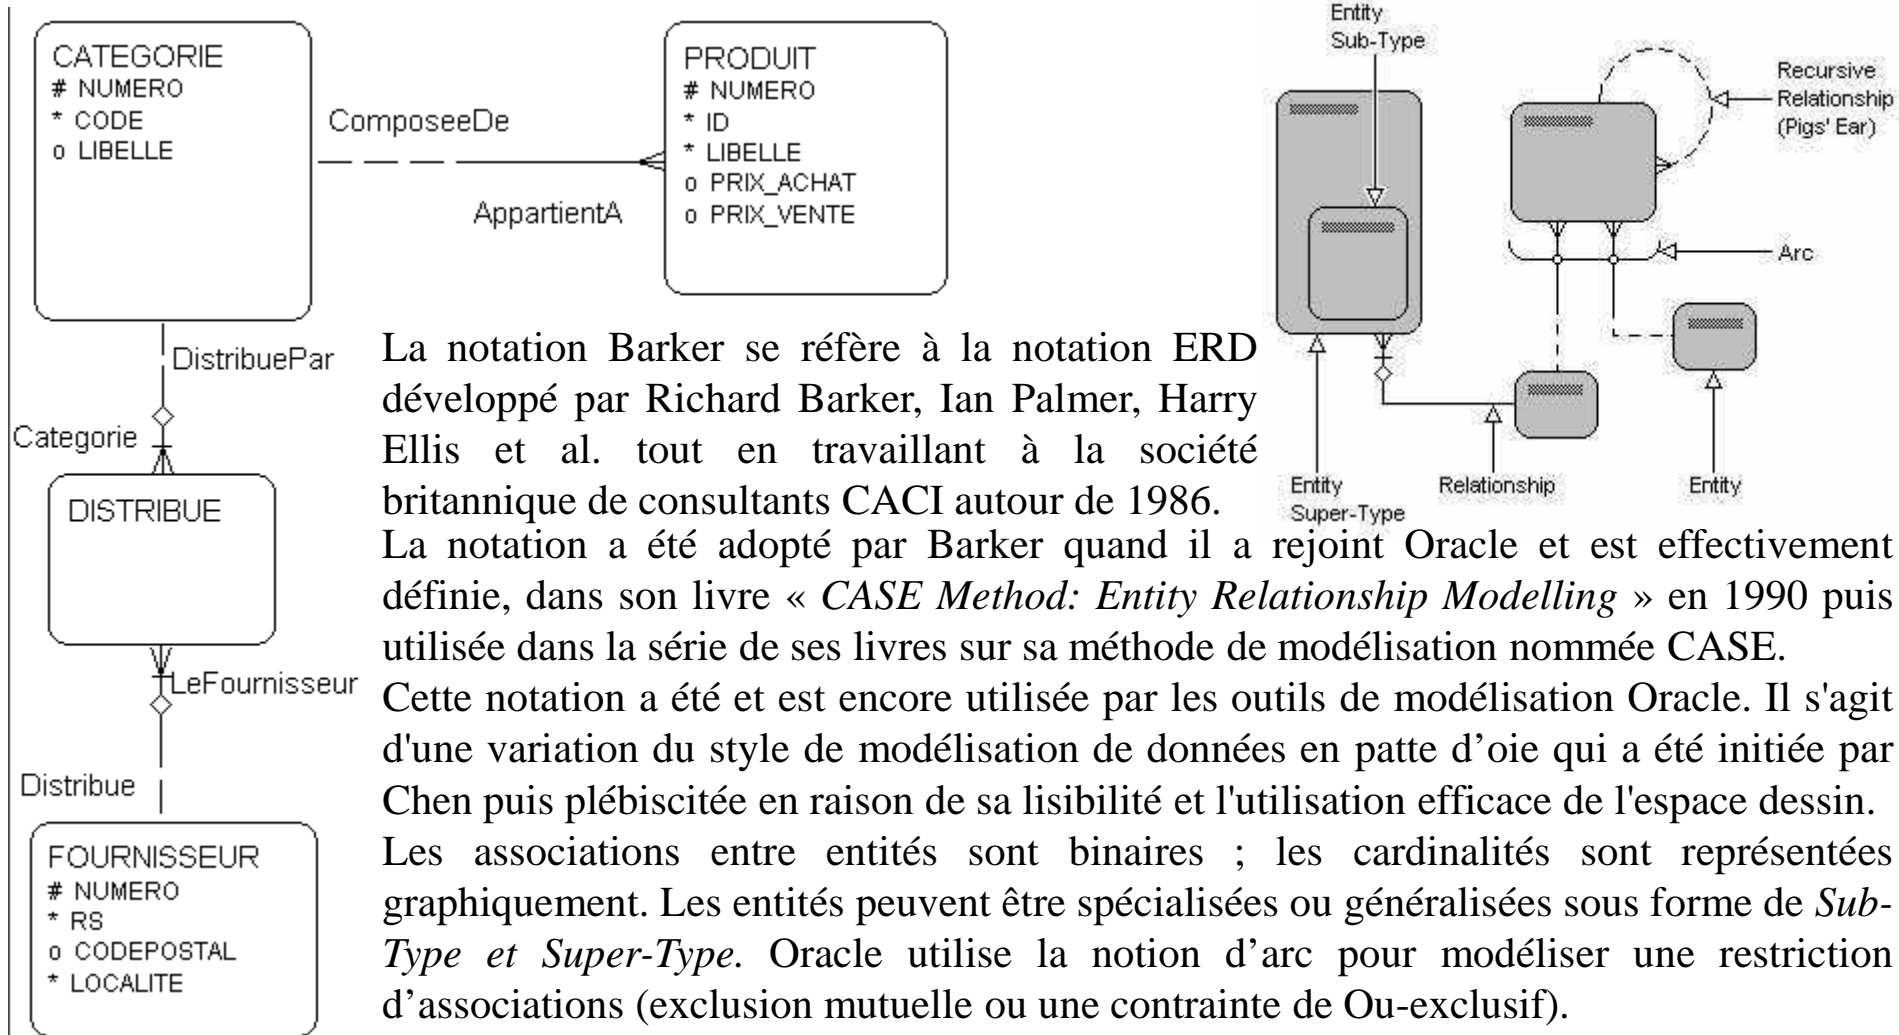 CATEGORIE
# NUMERO
* CODE
o LIBELLE
ComposeeDe
AppartientA
PRODUIT
# NUMERO
* ID
* LIBELLE
o PRIX_ACHAT
o PRIX_VENTE
DistribuePar
Categorie
DISTRIBUE
LeFournisseur
Distribue
FOURNISSEUR
# NUMERO
* RS
o CODEPOSTAL
* LOCALITE
Entity
Sub-Type
Recursive
Relationship
(Pigs' Ear)
Arc
Entity
Super-Type
Relationship
Entity
La notation Barker se réfère à la notation ERD
développé par Richard Barker, Ian Palmer, Harry
Ellis et al. tout en travaillant à la société
britannique de consultants CACI autour de 1986.
La notation a été adopté par Barker quand il a rejoint Oracle et est effectivement
définie, dans son livre « CASE Method: Entity Relationship Modelling » en 1990 puis
utilisée dans la série de ses livres sur sa méthode de modélisation nommée CASE.
Cette notation a été et est encore utilisée par les outils de modélisation Oracle. Il s'agit
d'une variation du style de modélisation de données en patte d’oie qui a été initiée par
Chen puis plébiscitée en raison de sa lisibilité et l'utilisation efficace de l'espace dessin.
Les associations entre entités sont binaires ; les cardinalités sont représentées
graphiquement. Les entités peuvent être spécialisées ou généralisées sous forme de Sub-
Type et Super-Type. Oracle utilise la notion d’arc pour modéliser une restriction
d’associations (exclusion mutuelle ou une contrainte de Ou-exclusif).